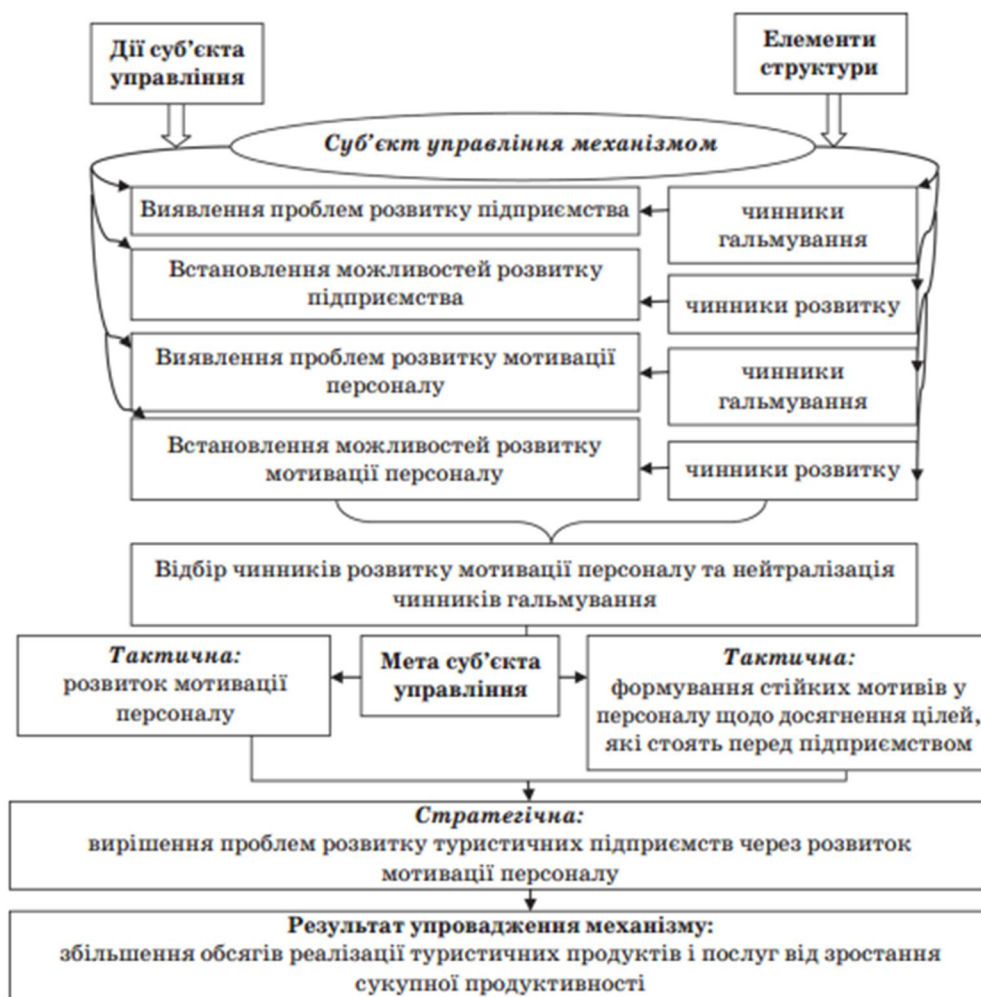 Дії суб’єкта
управління
Елементи
структури
Суб’єкт управління механізмом
Виявлення проблем розвитку підприємства
чинники
гальмування
Встановлення можливостей розвитку
підприємства
чинники розвитку
Виявлення проблем розвитку мотивації
персоналу
чинники
гальмування
Встановлення можливостей розвитку
мотивації персоналу
чинники розвитку
Відбір чинників розвитку мотивації персоналу та нейтралізація
чинників гальмування
Тактична:
розвиток мотивації
персоналу
Мета суб’єкта
управління
Тактична:
формування стійких мотивів у
персоналу щодо досягнення цілей,
які стоять перед підприємством
Стратегічна:
вирішення проблем розвитку туристичних підприємств через розвиток
мотивації персоналу
Результат упровадження механізму:
збільшення обсягів реалізації туристичних продуктів і послуг від зростання
сукупної продуктивності